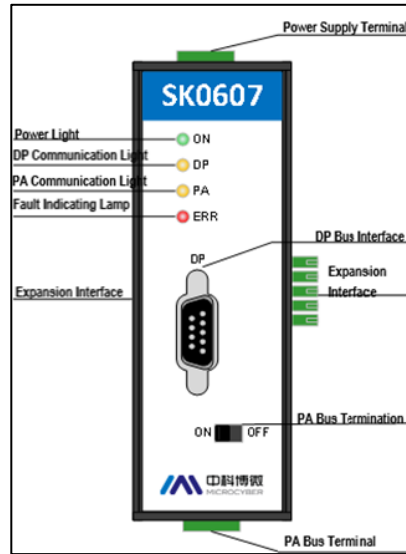 Power Supply Terminal
SK0607
Power Light
ON
DP Communication Light
DP
PA Communication Light
PA
Fault Indicating Lamp
ERR
DP Bus Interface
DP
Expansion
Expansion Interface
Interface
PA Bus Termination
ON OFF
中科博微
MICROCYBER
PA Bus Terminal